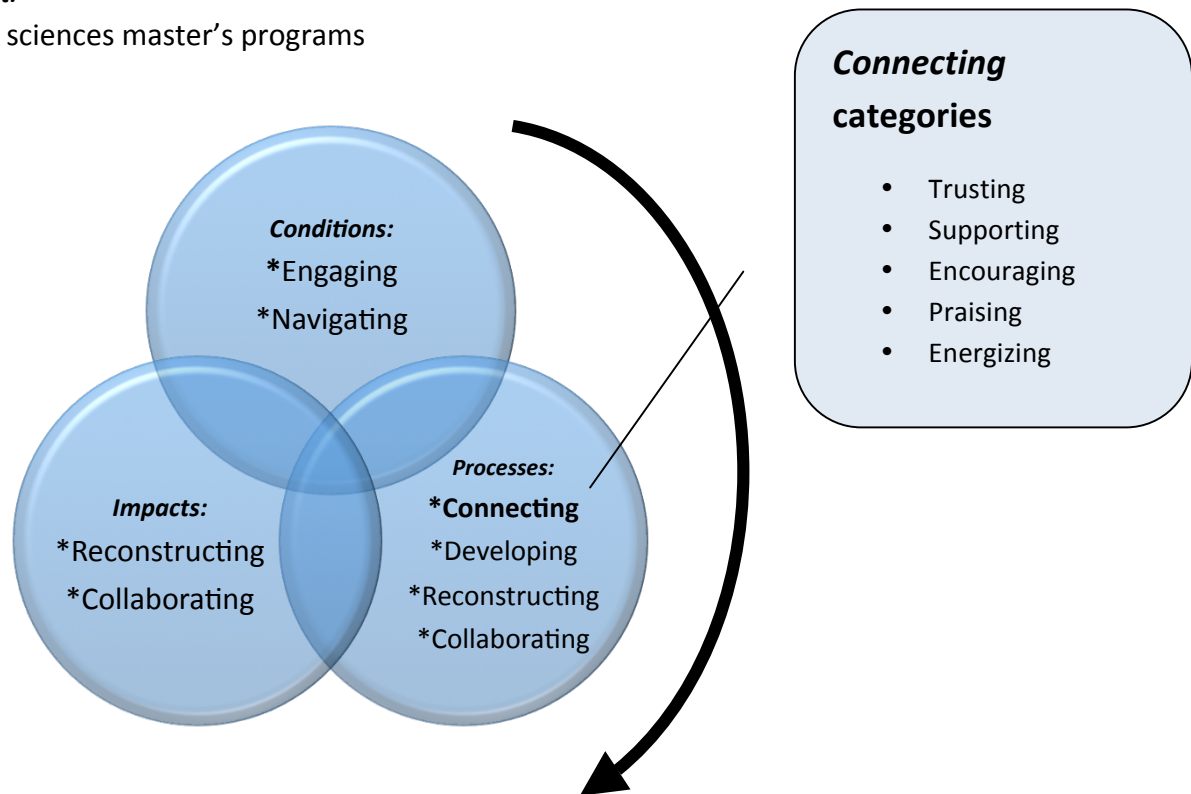 sciences master’s programs
Connecting
categories
• Trusting
• Supporting
• Encouraging
• Praising
• Energizing
Conditions:
*Engaging
*Navigating
Processes:
*Connecting
*Developing
*Reconstructing
*Collaborating
Impacts:
*Reconstructing
*Collaborating